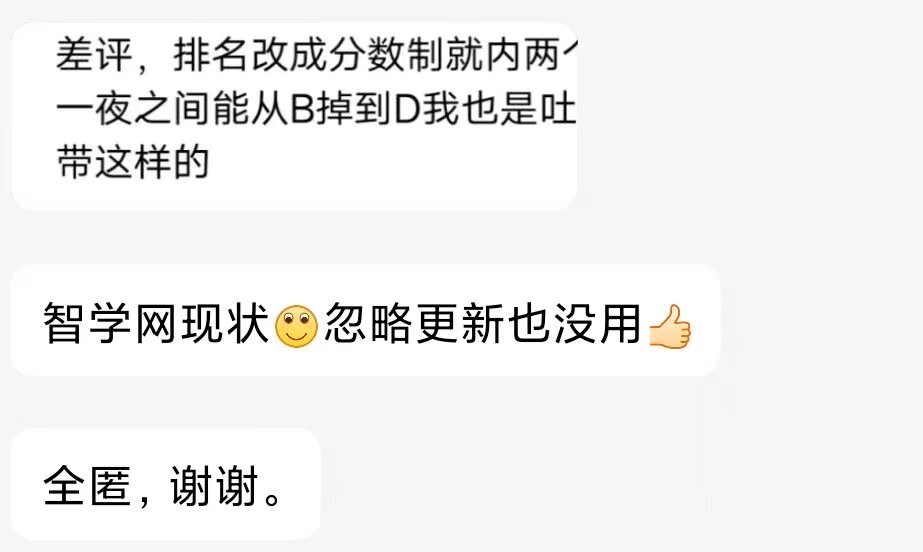 差评，排名改成分数制就内两
一夜之间能从B掉到D我也是吐
带这样的
智学网现状🙂忽略更新也没用👍
全匿，谢谢。